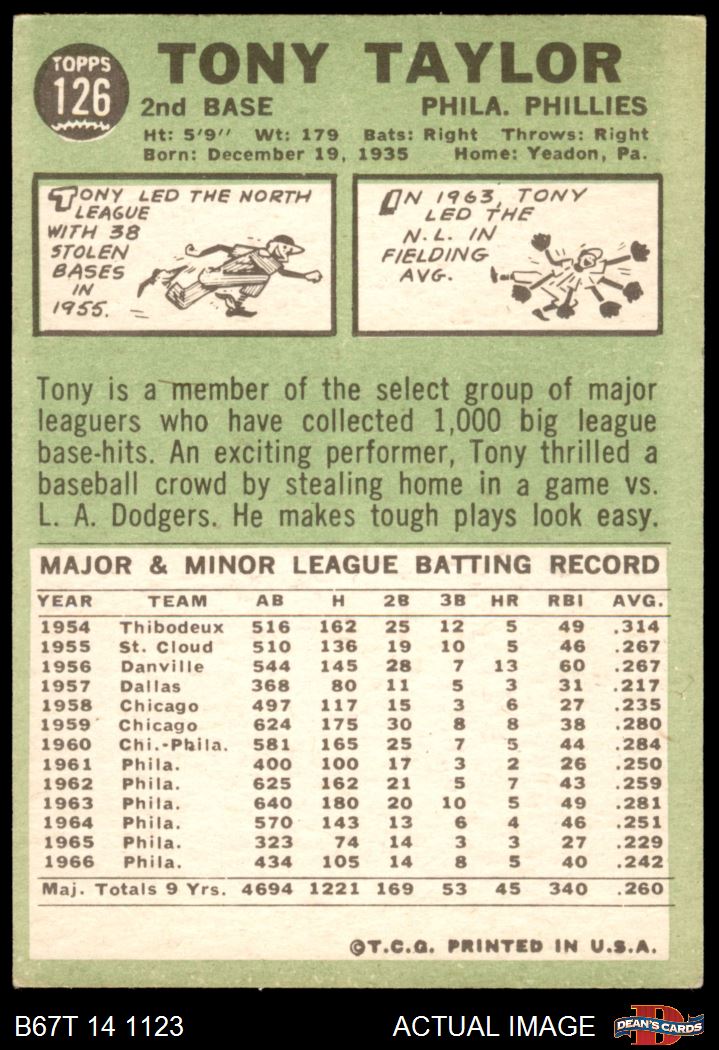 TOPPS
126
TONY TAYLOR
2nd BASE PHILA. PHILLIES
Ht: 5'9" Wt: 179 Bats: Right Throws: Right
Born: December 19, 1935 Home: Yeadon, Pa.
TONY LED THE NORTH
LEAGUE
WITH 38
STOLEN
BASES
IN
1955.
IN 1963, TONY
LED THE
N.L. IN
FIELDING
AVG.
Tony is a member of the select group of major
leaguers who have collected 1,000 big league
base-hits. An exciting performer, Tony thrilled a
baseball crowd by stealing home in a game vs.
L. A. Dodgers. He makes tough plays look easy.
MAJOR & MINOR LEAGUE BATTING RECORD
YEAR TEAM AB H 2B 3B HR RBI AVG.
1954 Thibodeux 516 162 25 12 5 49 .314
1955 St. Cloud 510 136 19 10 5 46 .267
1956 Danville 544 145 28 7 13 60 .267
1957 Dallas 368 80 11 5 3 31 .217
1958 Chicago 497 117 15 3 6 27 .235
1959 Chicago 624 175 30 8 8 38 .280
1960 Chi.-Phila. 581 165 25 7 5 44 .284
1961 Phila. 400 100 17 3 2 26 .250
1962 Phila. 625 162 21 5 7 43 .259
1963 Phila. 640 180 20 10 5 49 .281
1964 Phila. 570 143 13 6 4 46 .251
1965 Phila. 323 74 14 3 3 27 .229
1966 Phila. 434 105 14 8 5 40 .242
Maj. Totals 9 Yrs. 4694 1221 169 53 45 340 .260
©T.C.G. PRINTED IN U.S.A.
B67T 14 1123 ACTUAL IMAGE
D
DEAN'S CARDS